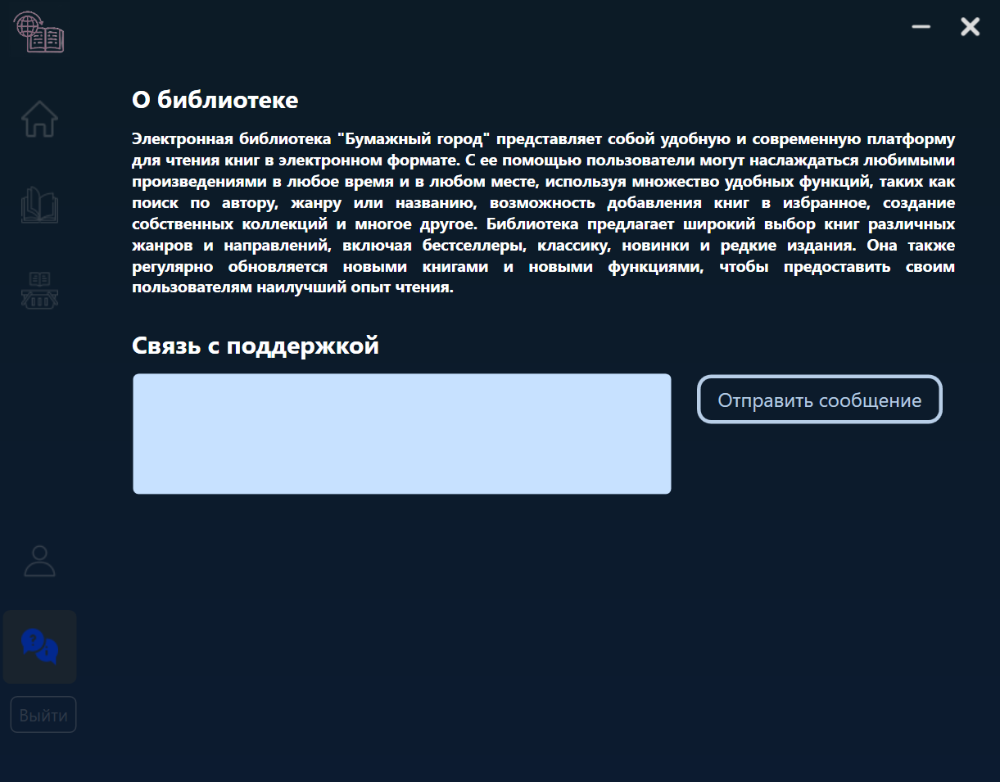 О библиотеке
Электронная библиотека "Бумажный город" представляет собой удобную и современную платформу
для чтения книг в электронном формате. С ее помощью пользователи могут наслаждаться любимыми
произведениями в любое время и в любом месте, используя множество удобных функций, таких как
поиск по автору, жанру или названию, возможность добавления книг в избранное, создание
собственных коллекций и многое другое. Библиотека предлагает широкий выбор книг различных
жанров и направлений, включая бестселлеры, классику, новинки и редкие издания. Она также
регулярно обновляется новыми книгами и новыми функциями, чтобы предоставить своим
пользователям наилучший опыт чтения.
Связь с поддержкой
Отправить сообщение
Выйти